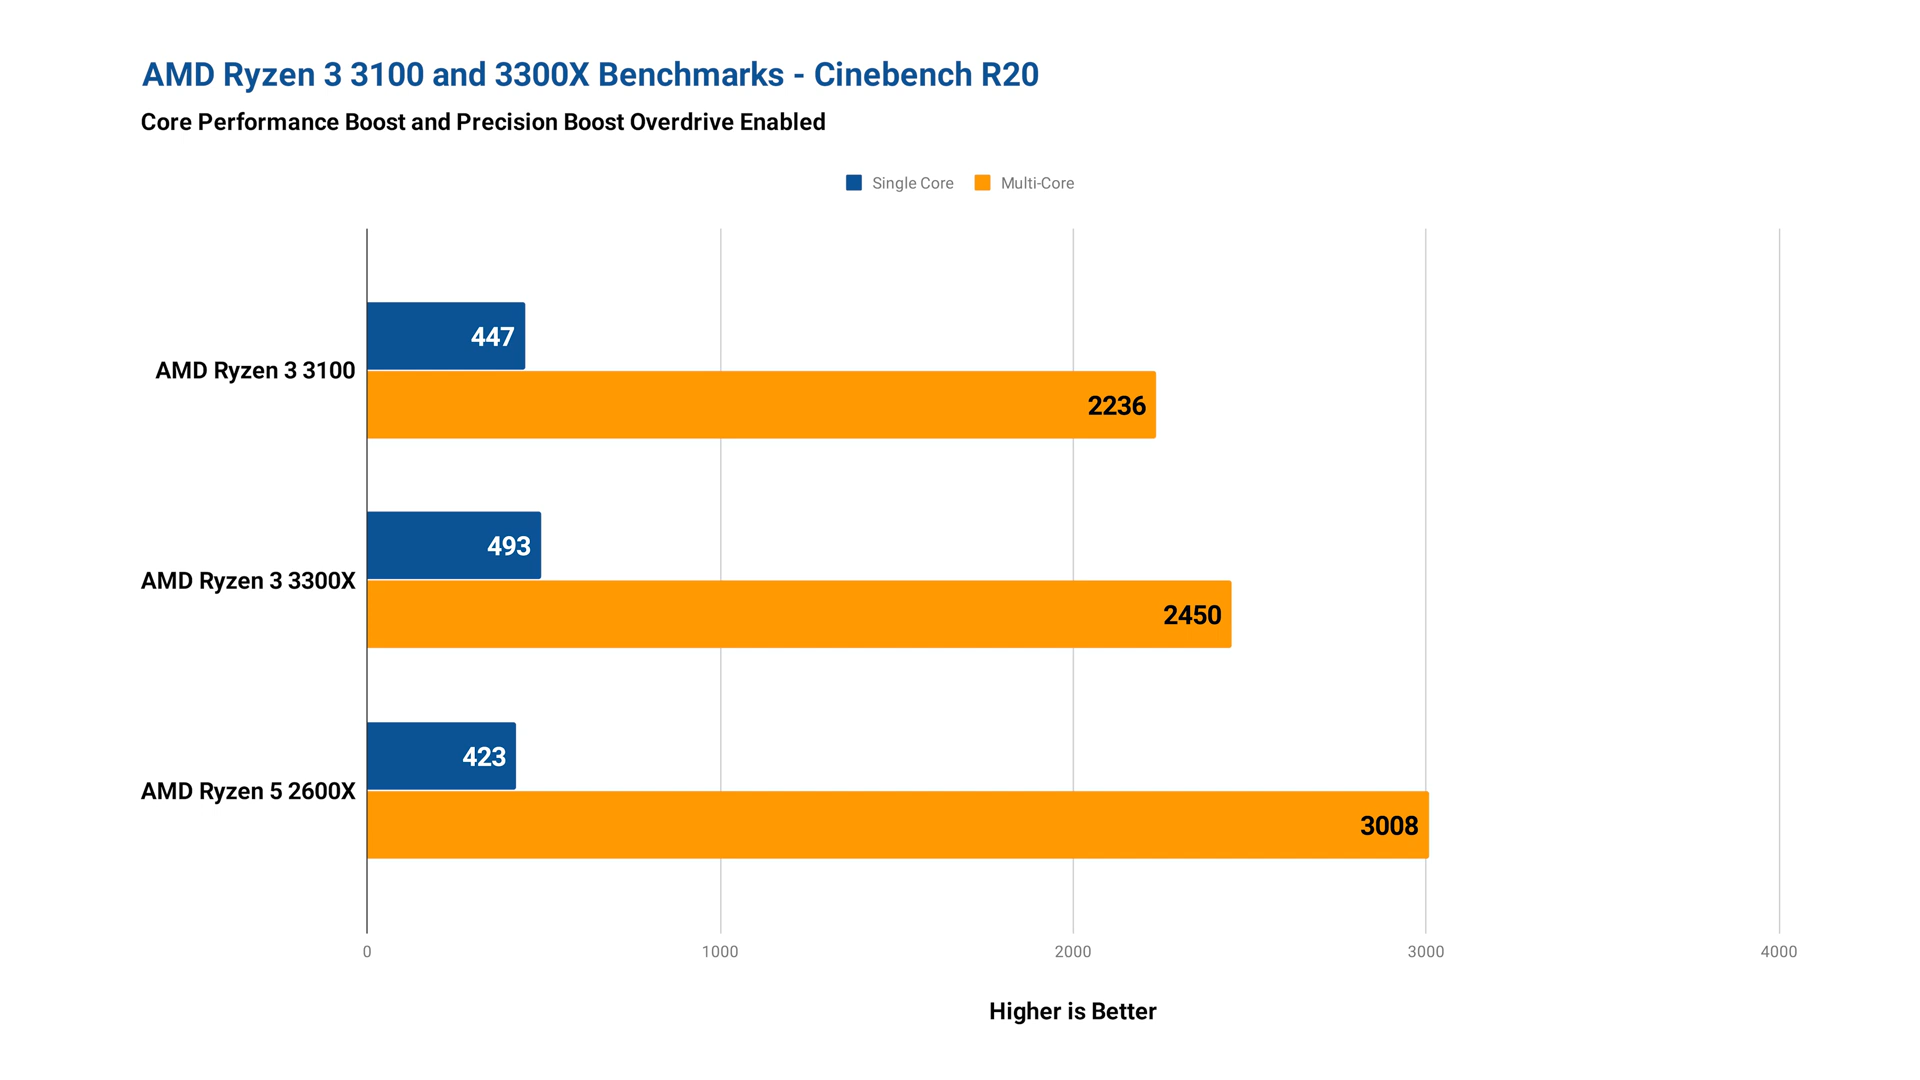 AMD Ryzen 3 3100 and 3300X Benchmarks - Cinebench R20
Core Performance Boost and Precision Boost Overdrive Enabled
Single Core Multi-Core
447
AMD Ryzen 3 3100
2236
493
AMD Ryzen 3 3300X
2450
423
AMD Ryzen 5 2600X
3008
0 1000 2000 3000 4000
Higher is Better